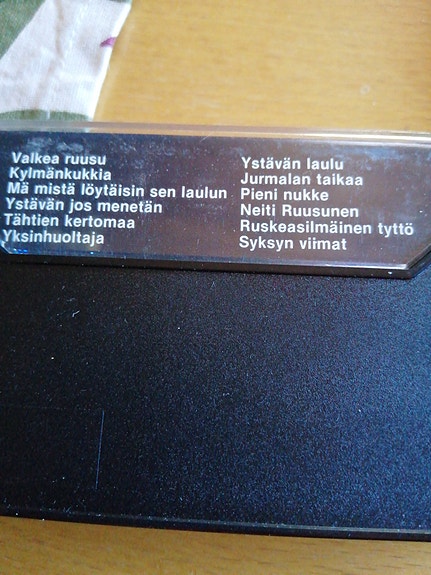 Valkea ruusu
Kylmänkukkia
Mä mistä löytäisin sen laulun
Ystävän jos menetän
Tähtien kertomaa
Yksinhuoltaja
Ystävän laulu
Jurmalan taikaa
Pieni nukke
Neiti Ruusunen
Ruskeasilmäinen tyttö
Syksyn viimat